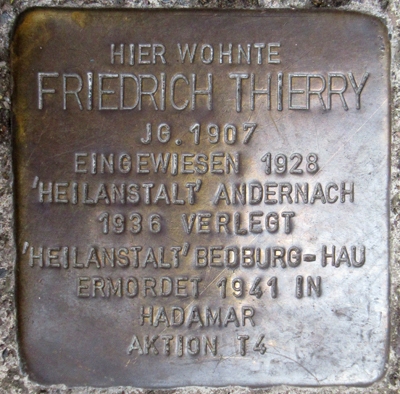 HIER WOHNTE
FRIEDRICH THIERRY
JG. 1907
EINGEWIESEN 1928
'HEILANSTALT' ANDERNACH
1936 VERLEGT
'HEILANSTALT' BEDBURG-HAU
ERMORDET 1941 IN
HADAMAR
AKTION T4